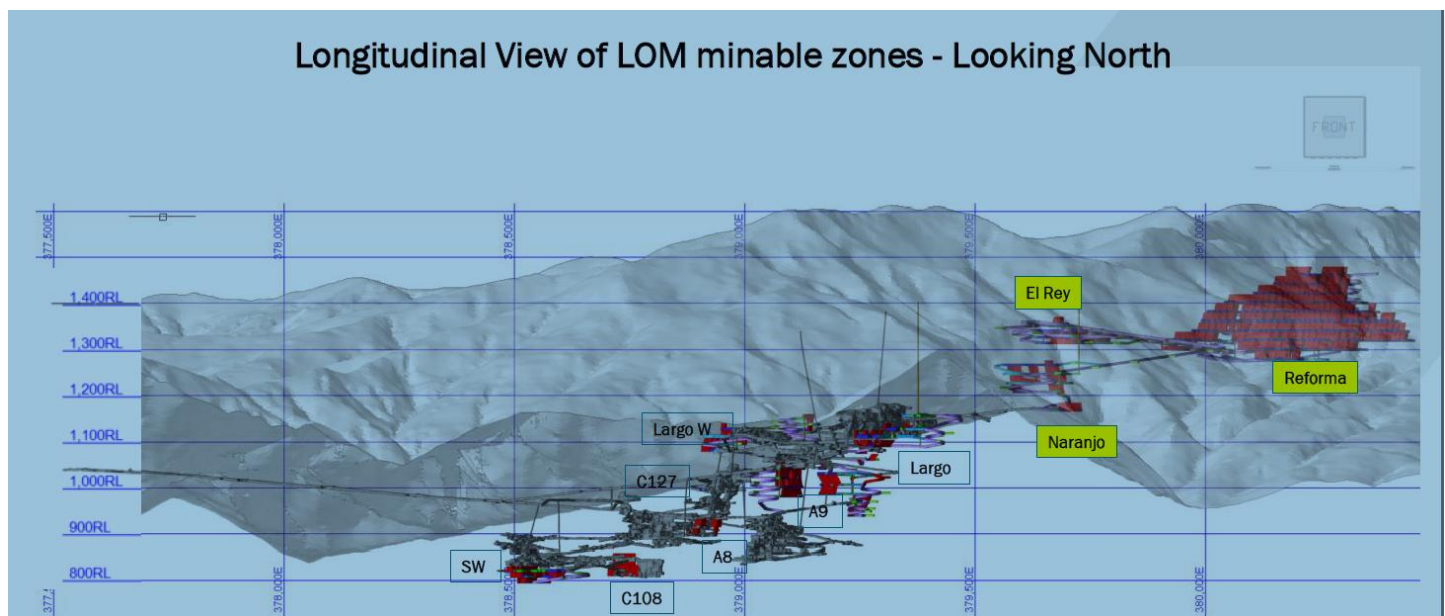 Longitudinal View of LOM minable zones - Looking North
FRONT
377,500E
378,000E
378,500E
379,000E
379,500E
380,000E
1,400RL
1,300RL
1,200RL
1,100RL
1,000RL
900RL
800RL
El Rey
Reforma
Naranjo
Largo W
Largo
C127
A9
A8
SW
C108
378,000E
378,500E
379,000E
379,500E
380,000E